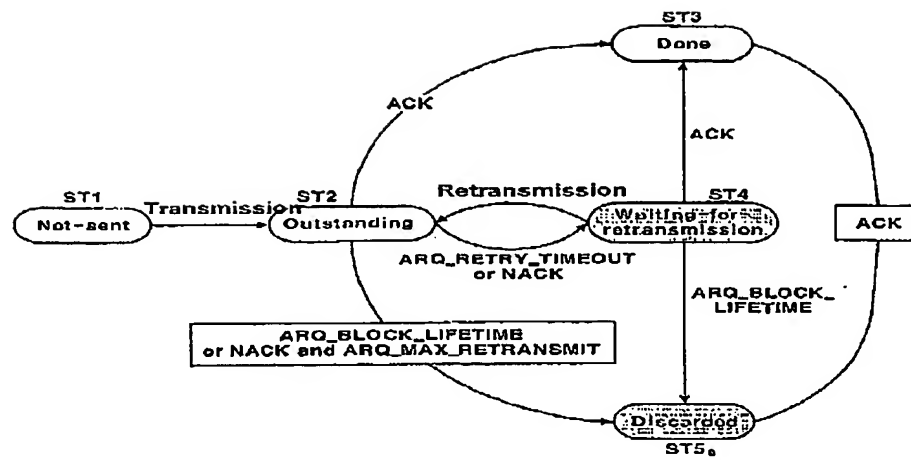 ST3
Done
ACK
ACK
ST1
Not-sent
Transmission
ST2
Outstanding
Retransmission
ST4
Waiting-for
retransmission
ACK
ARQ_RETRY_TIMEOUT
or NACK
ARQ_BLOCK_
LIFETIME
ARQ_BLOCK_LIFETIME
or NACK and ARQ_MAX_RETRANSMIT
Discarded
ST5